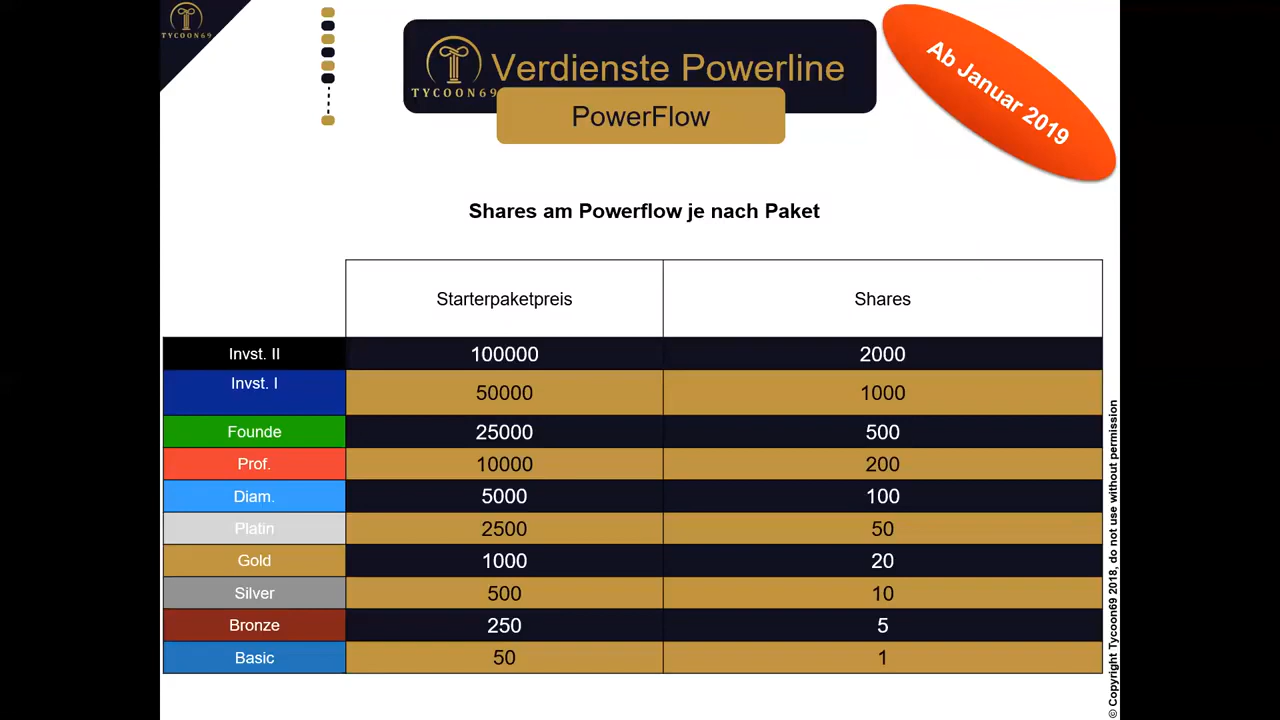 TYCOON69
TYCOON69
Verdienste Powerline
PowerFlow
Ab Januar 2019
Shares am Powerflow je nach Paket
Starterpaketpreis Shares
Invst. II 100000 2000
Invst. I 50000 1000
Founde 25000 500
Prof. 10000 200
Diam. 5000 100
Platin 2500 50
Gold 1000 20
Silver 500 10
Bronze 250 5
Basic 50 1
© Copyright Tycoon69 2018, do not use without permission